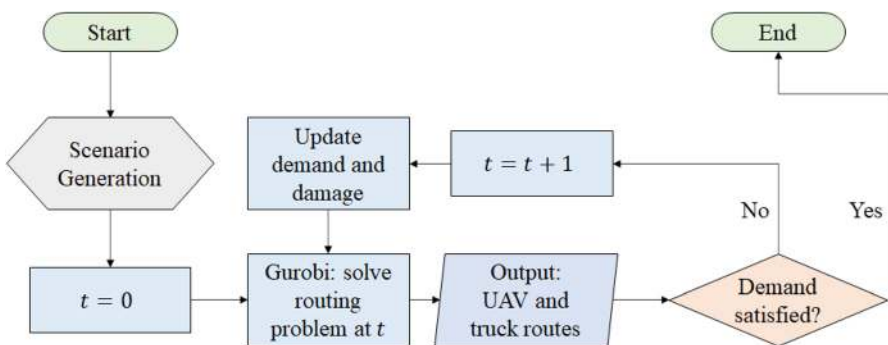 Start
End
Scenario
Generation
Update
demand and
damage
t = t + 1
No
Yes
t = 0
Gurobi: solve
routing
problem at t
Output:
UAV and
truck routes
Demand
satisfied?